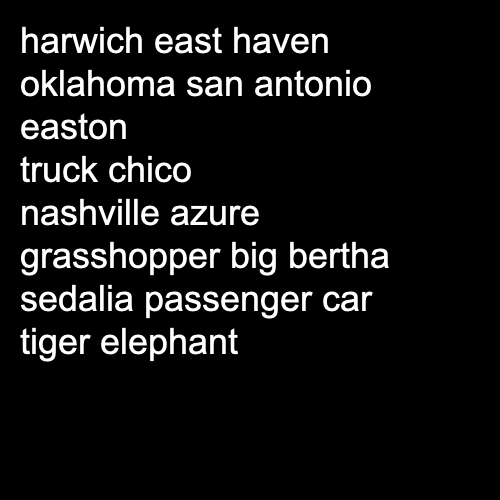 harwich east haven
oklahoma san antonio
easton
truck chico
nashville azure
grasshopper big bertha
sedalia passenger car
tiger elephant